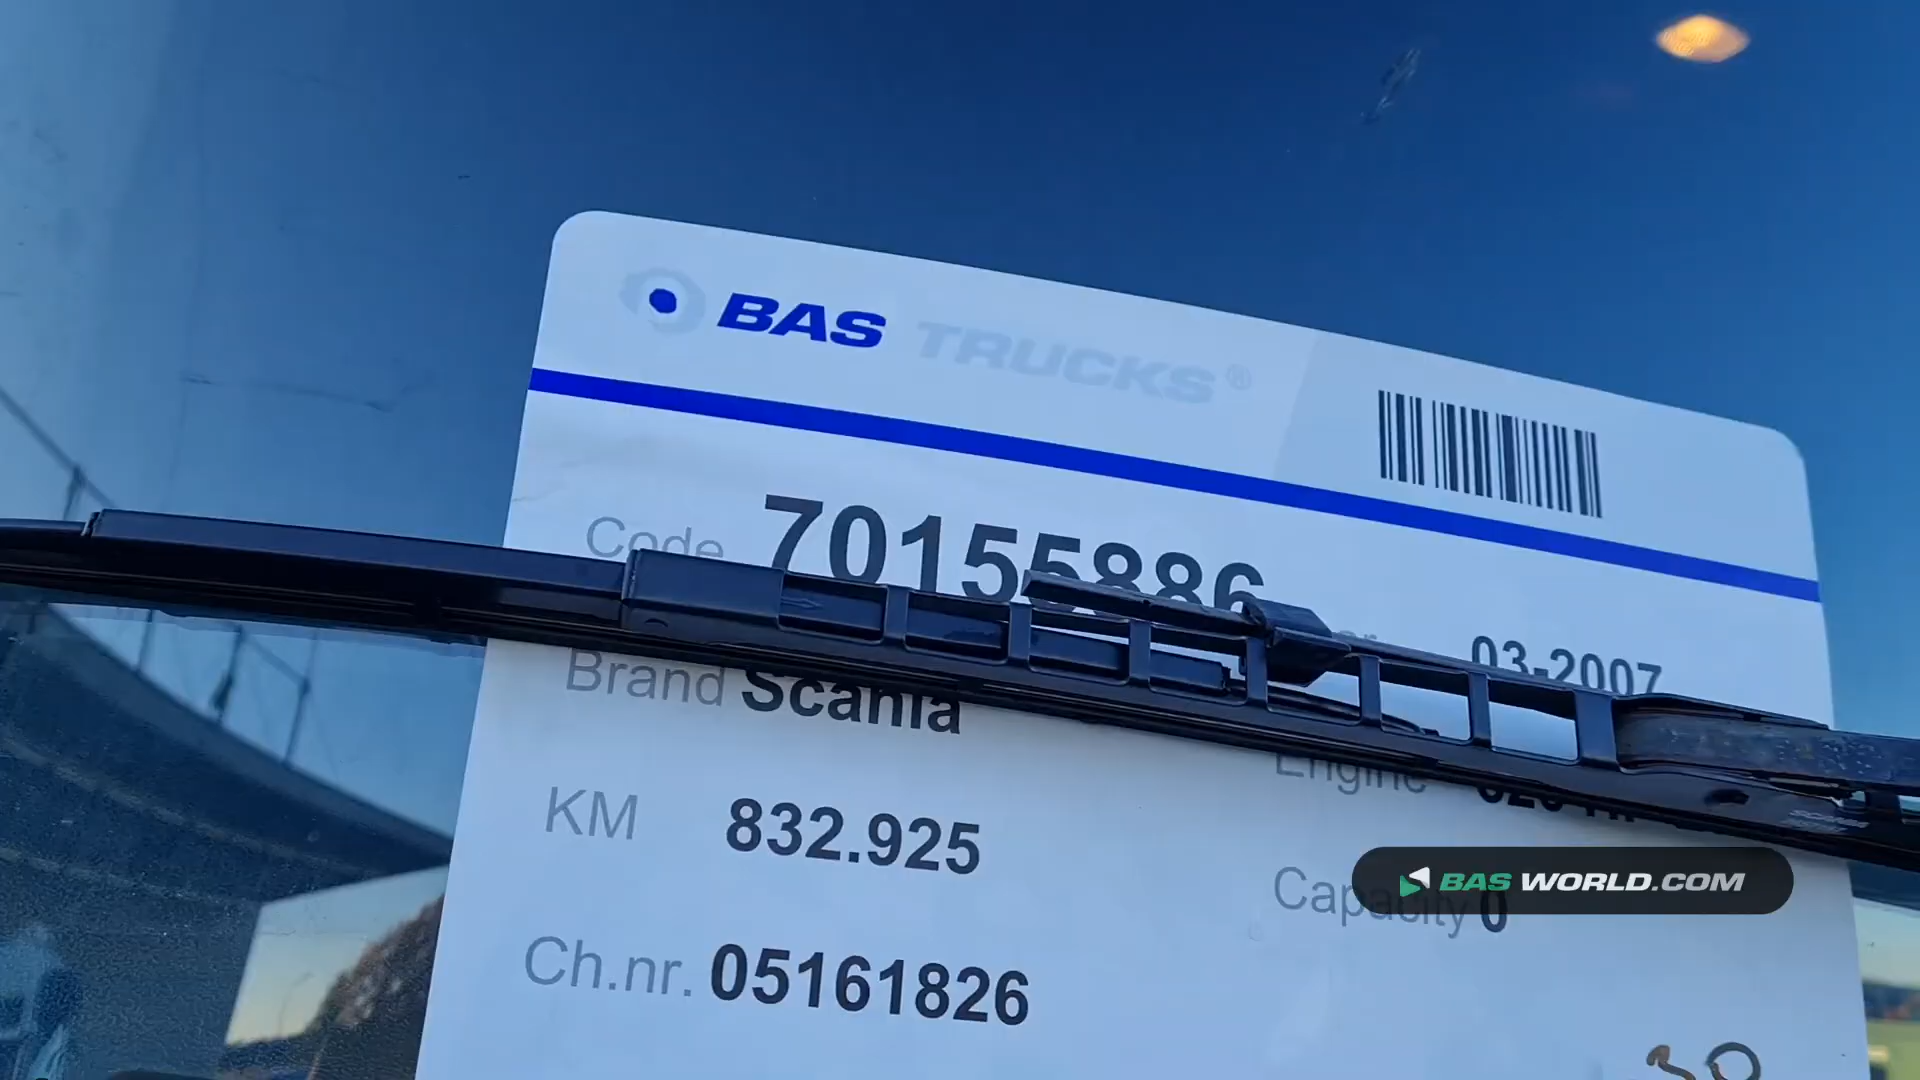 BAS TRUCKS®
Code 70155886
03-2007
Brand Scania
Engine
KM 832.925
Capacity 0
BAS WORLD.COM
Ch.nr. 05161826